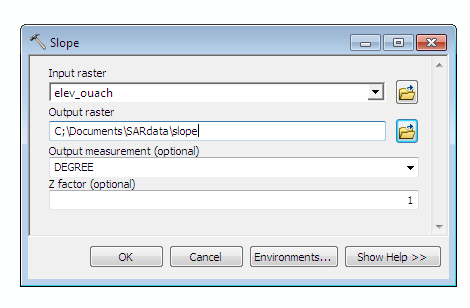 Slope
Input raster
elev_ouach
Output raster
C;\Documents\SARdata\slope
Output measurement (optional)
DEGREE
Z factor (optional)
1
OK Cancel Environments... Show Help >>